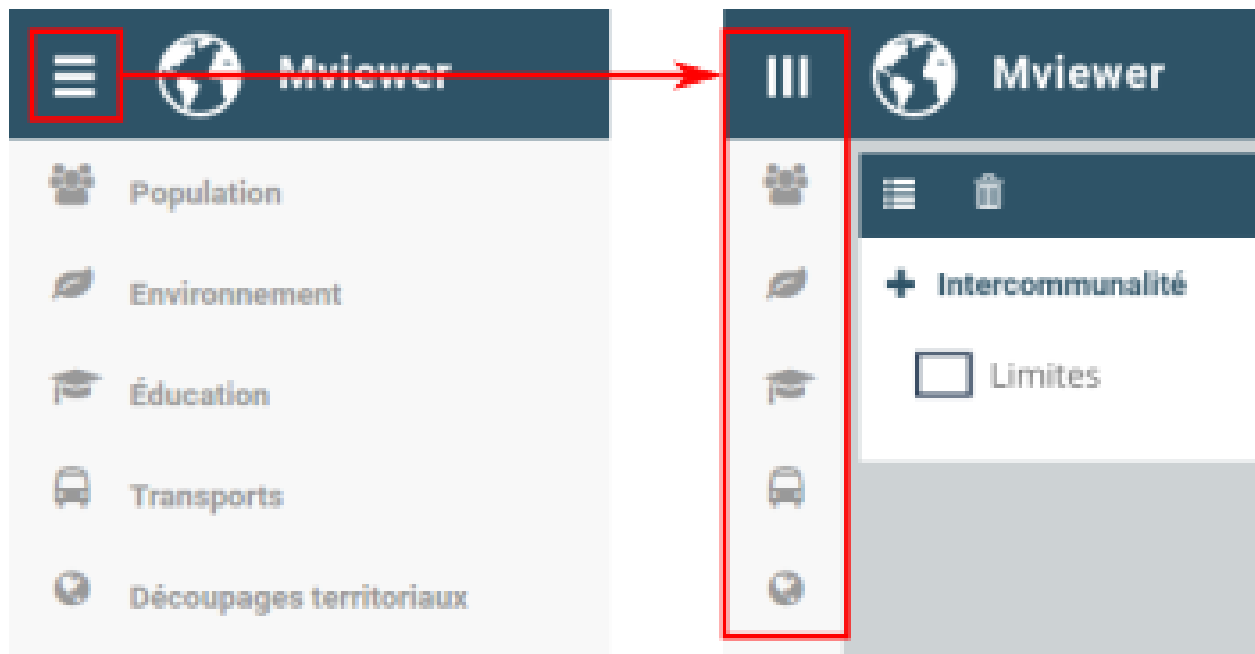 Mviewer
Population
Environnement
Éducation
Transports
Découpages territoriaux
Mviewer
Intercommunalité
Limites